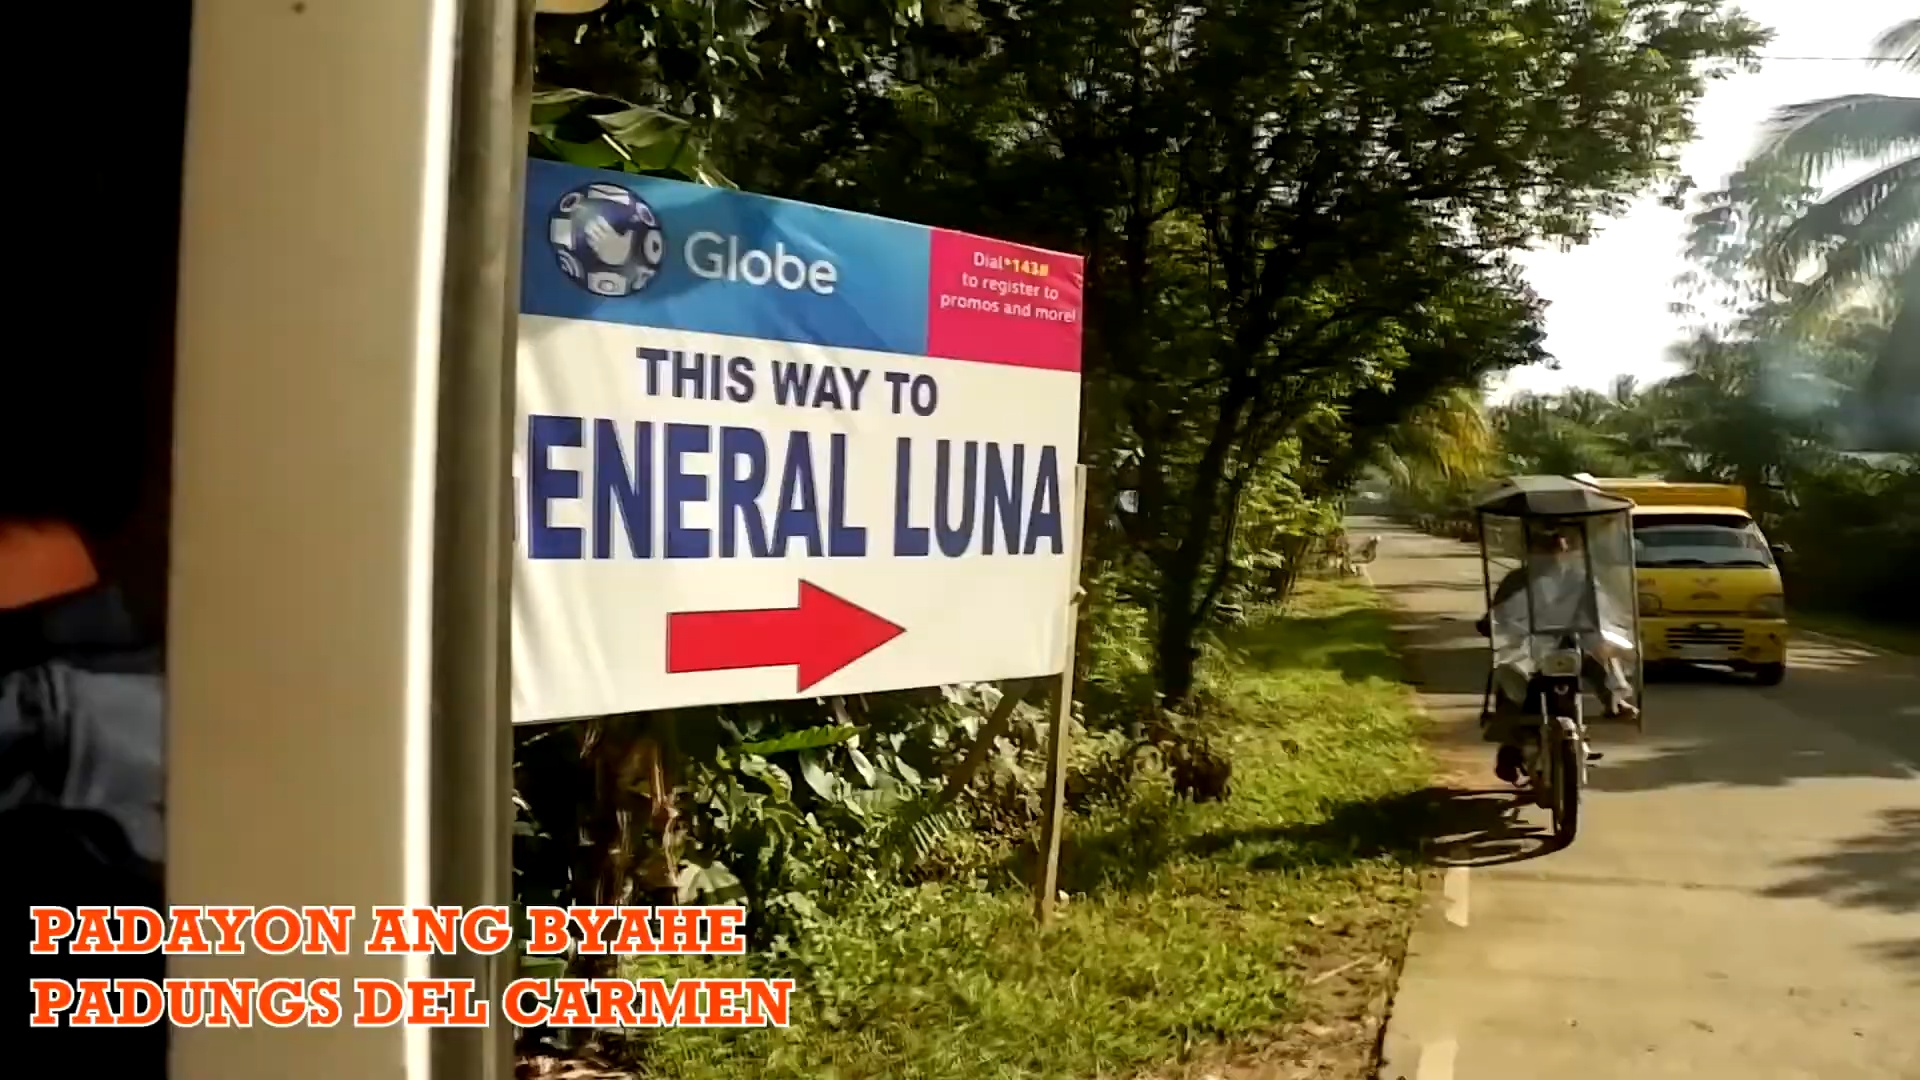 Globe
Dial*143#
to register to
promos and more!
THIS WAY TO
GENERAL LUNA
PADAYON ANG BYAHE
PADUNGS DEL CARMEN